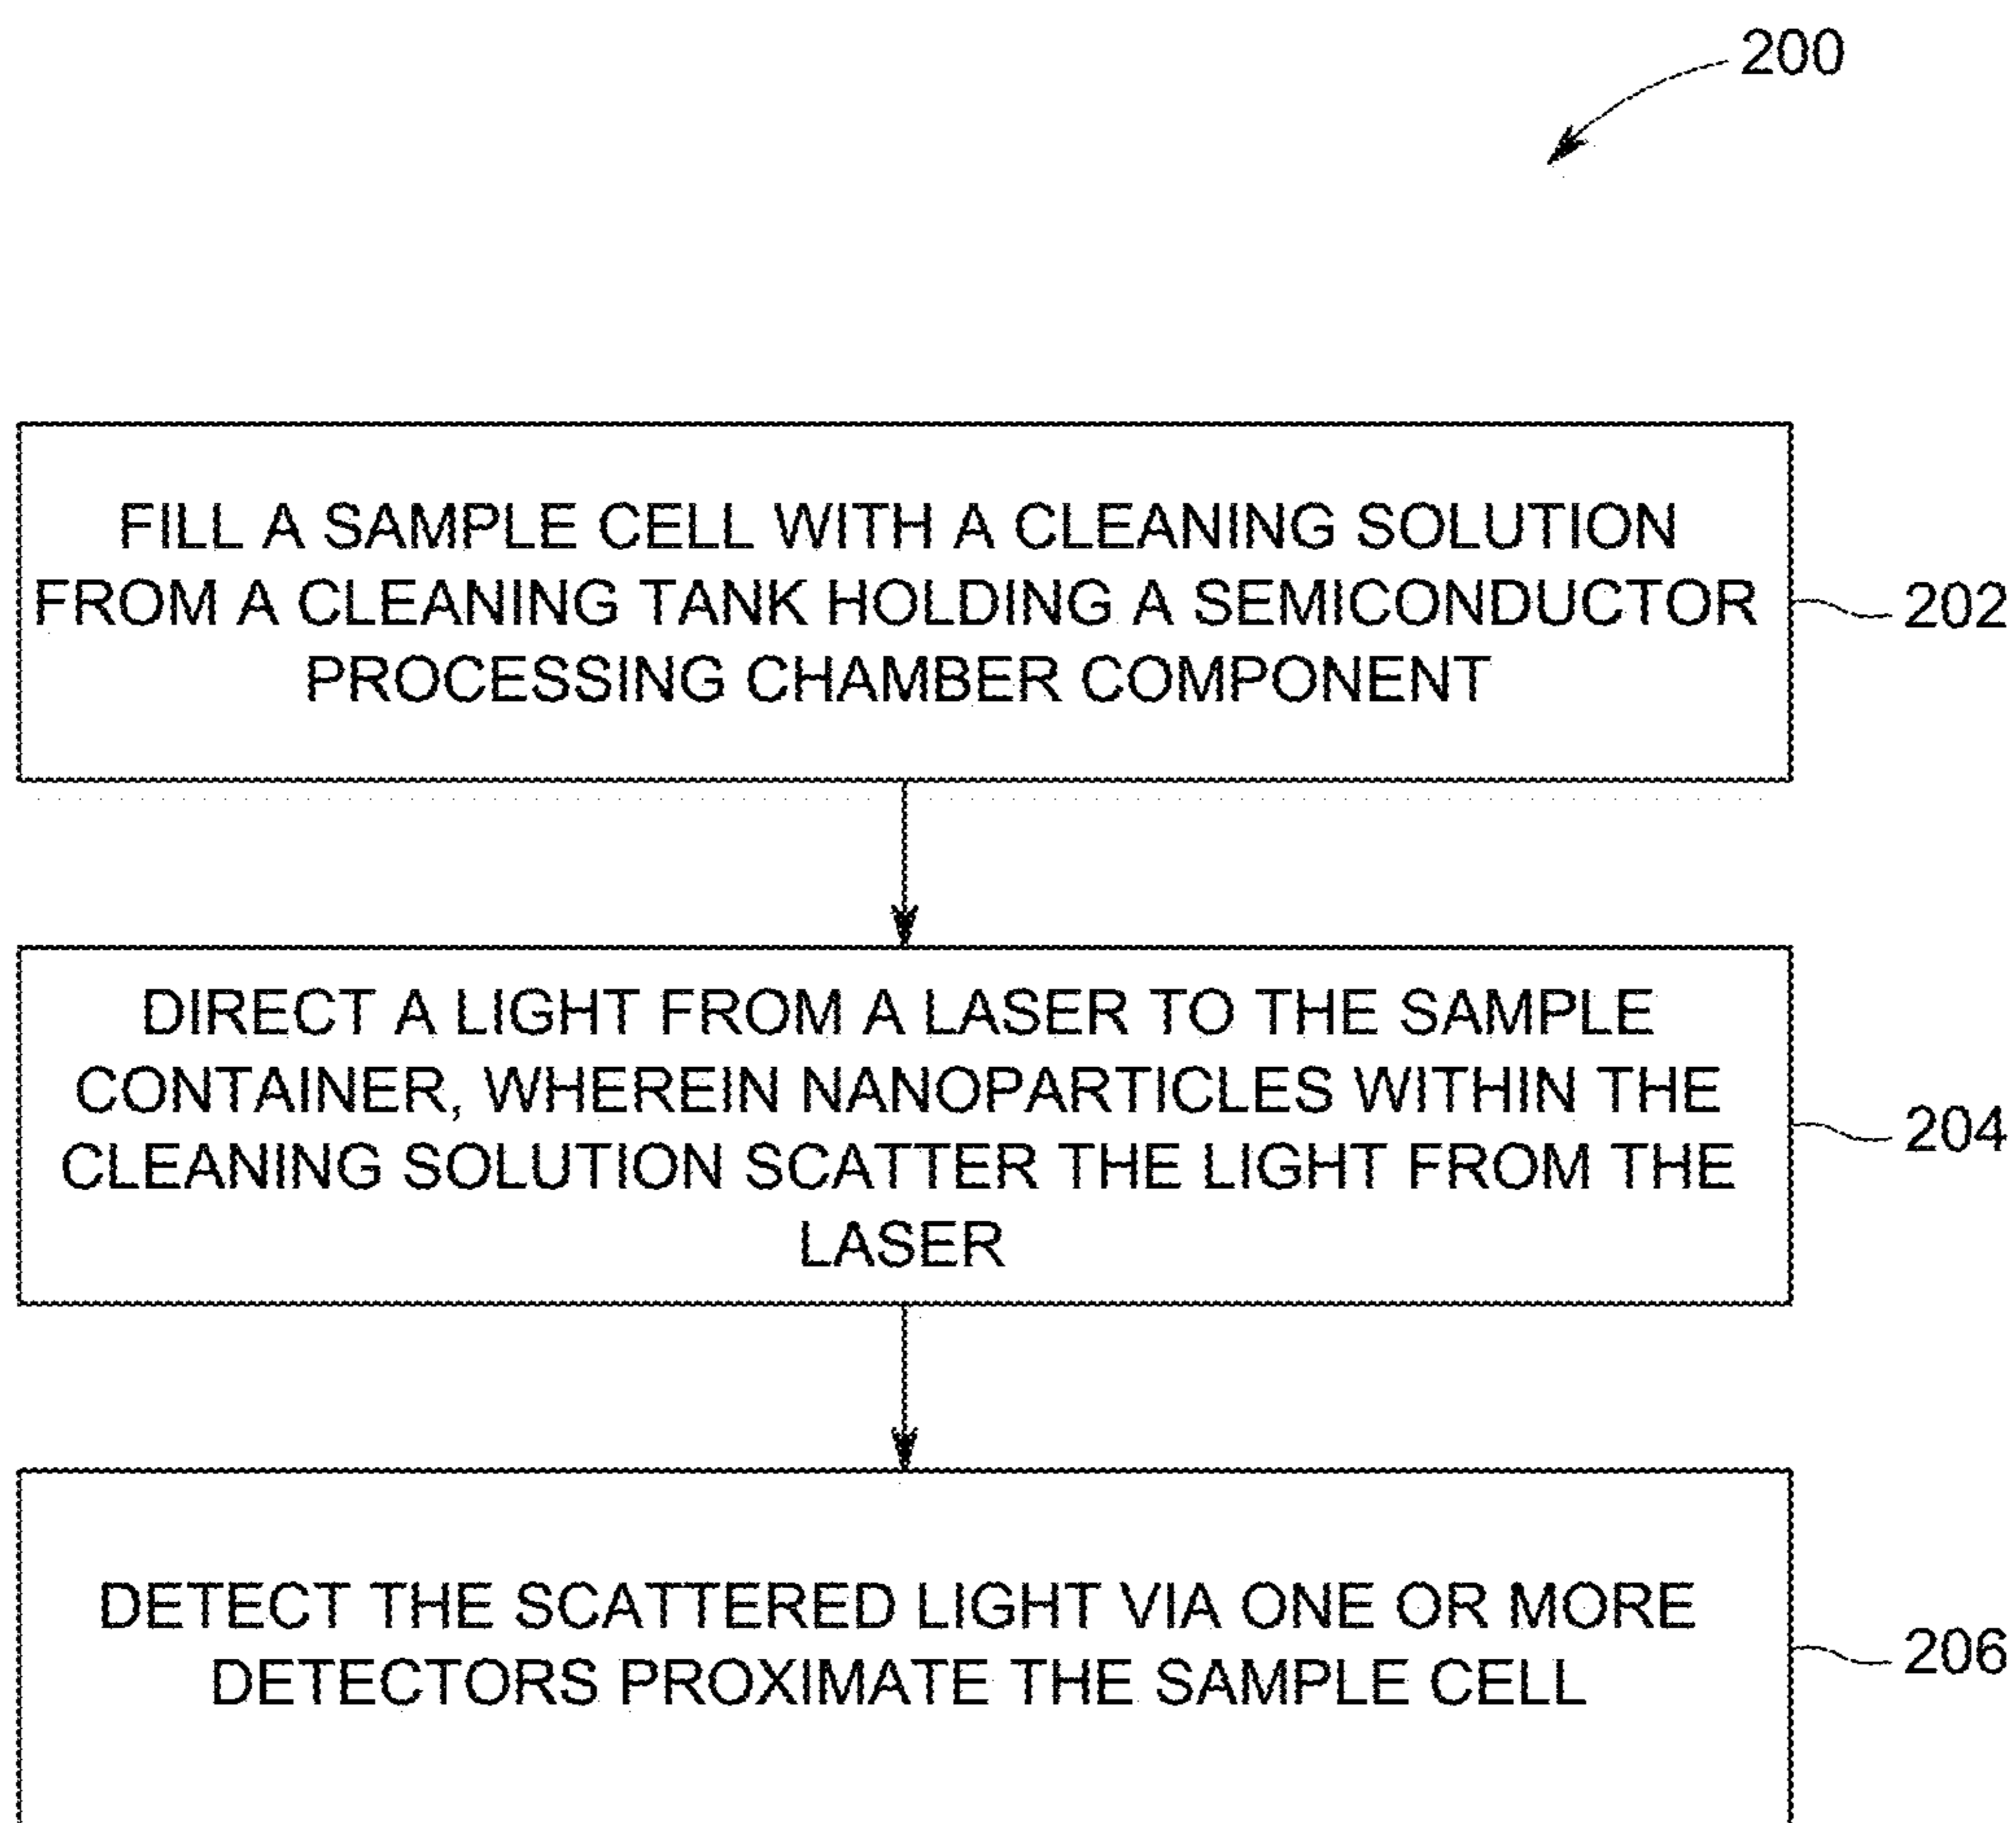 200
FILL A SAMPLE CELL WITH A CLEANING SOLUTION
FROM A CLEANING TANK HOLDING A SEMICONDUCTOR
PROCESSING CHAMBER COMPONENT
202
DIRECT A LIGHT FROM A LASER TO THE SAMPLE
CONTAINER, WHEREIN NANOPARTICLES WITHIN THE
CLEANING SOLUTION SCATTER THE LIGHT FROM THE
LASER
204
DETECT THE SCATTERED LIGHT VIA ONE OR MORE
DETECTORS PROXIMATE THE SAMPLE CELL
206